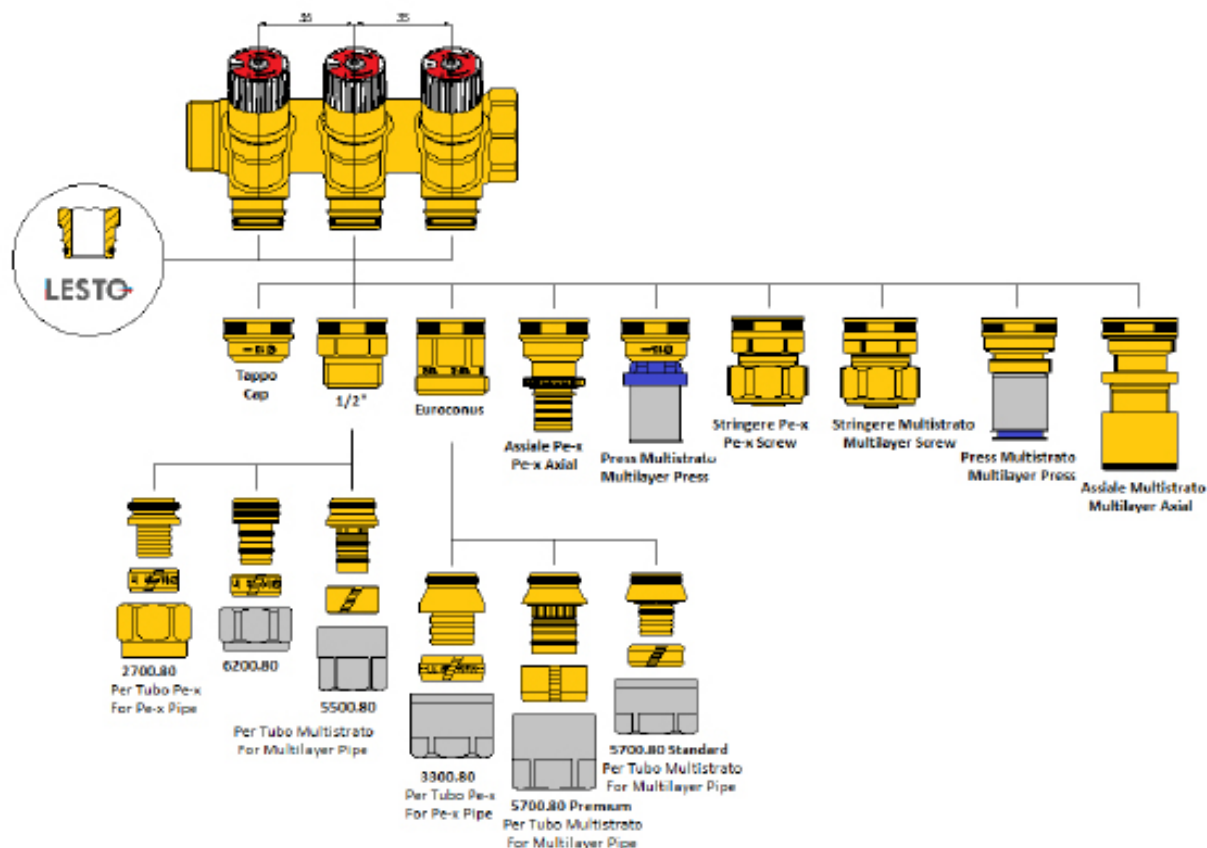 35
LESTO
Tappo
Cap
1/2"
Euroconus
Assiale Pe-x
Pe-x Axial
Press Multistrato
Multilayer Press
Stringere Pe-x
Pe-x Screw
Stringere Multistrato
Multilayer Screw
Press Multistrato
Multilayer Press
Assiale Multistrato
Multilayer Axial
2700.80
Per Tubo Pe-x
For Pe-x Pipe
6200.80
5500.80
Per Tubo Multistrato
For Multilayer Pipe
3300.80
Per Tubo Pe-x
For Pe-x Pipe
5700.80 Premium
Per Tubo Multistrato
For Multilayer Pipe
5700.80 Standard
Per Tubo Multistrato
For Multilayer Pipe